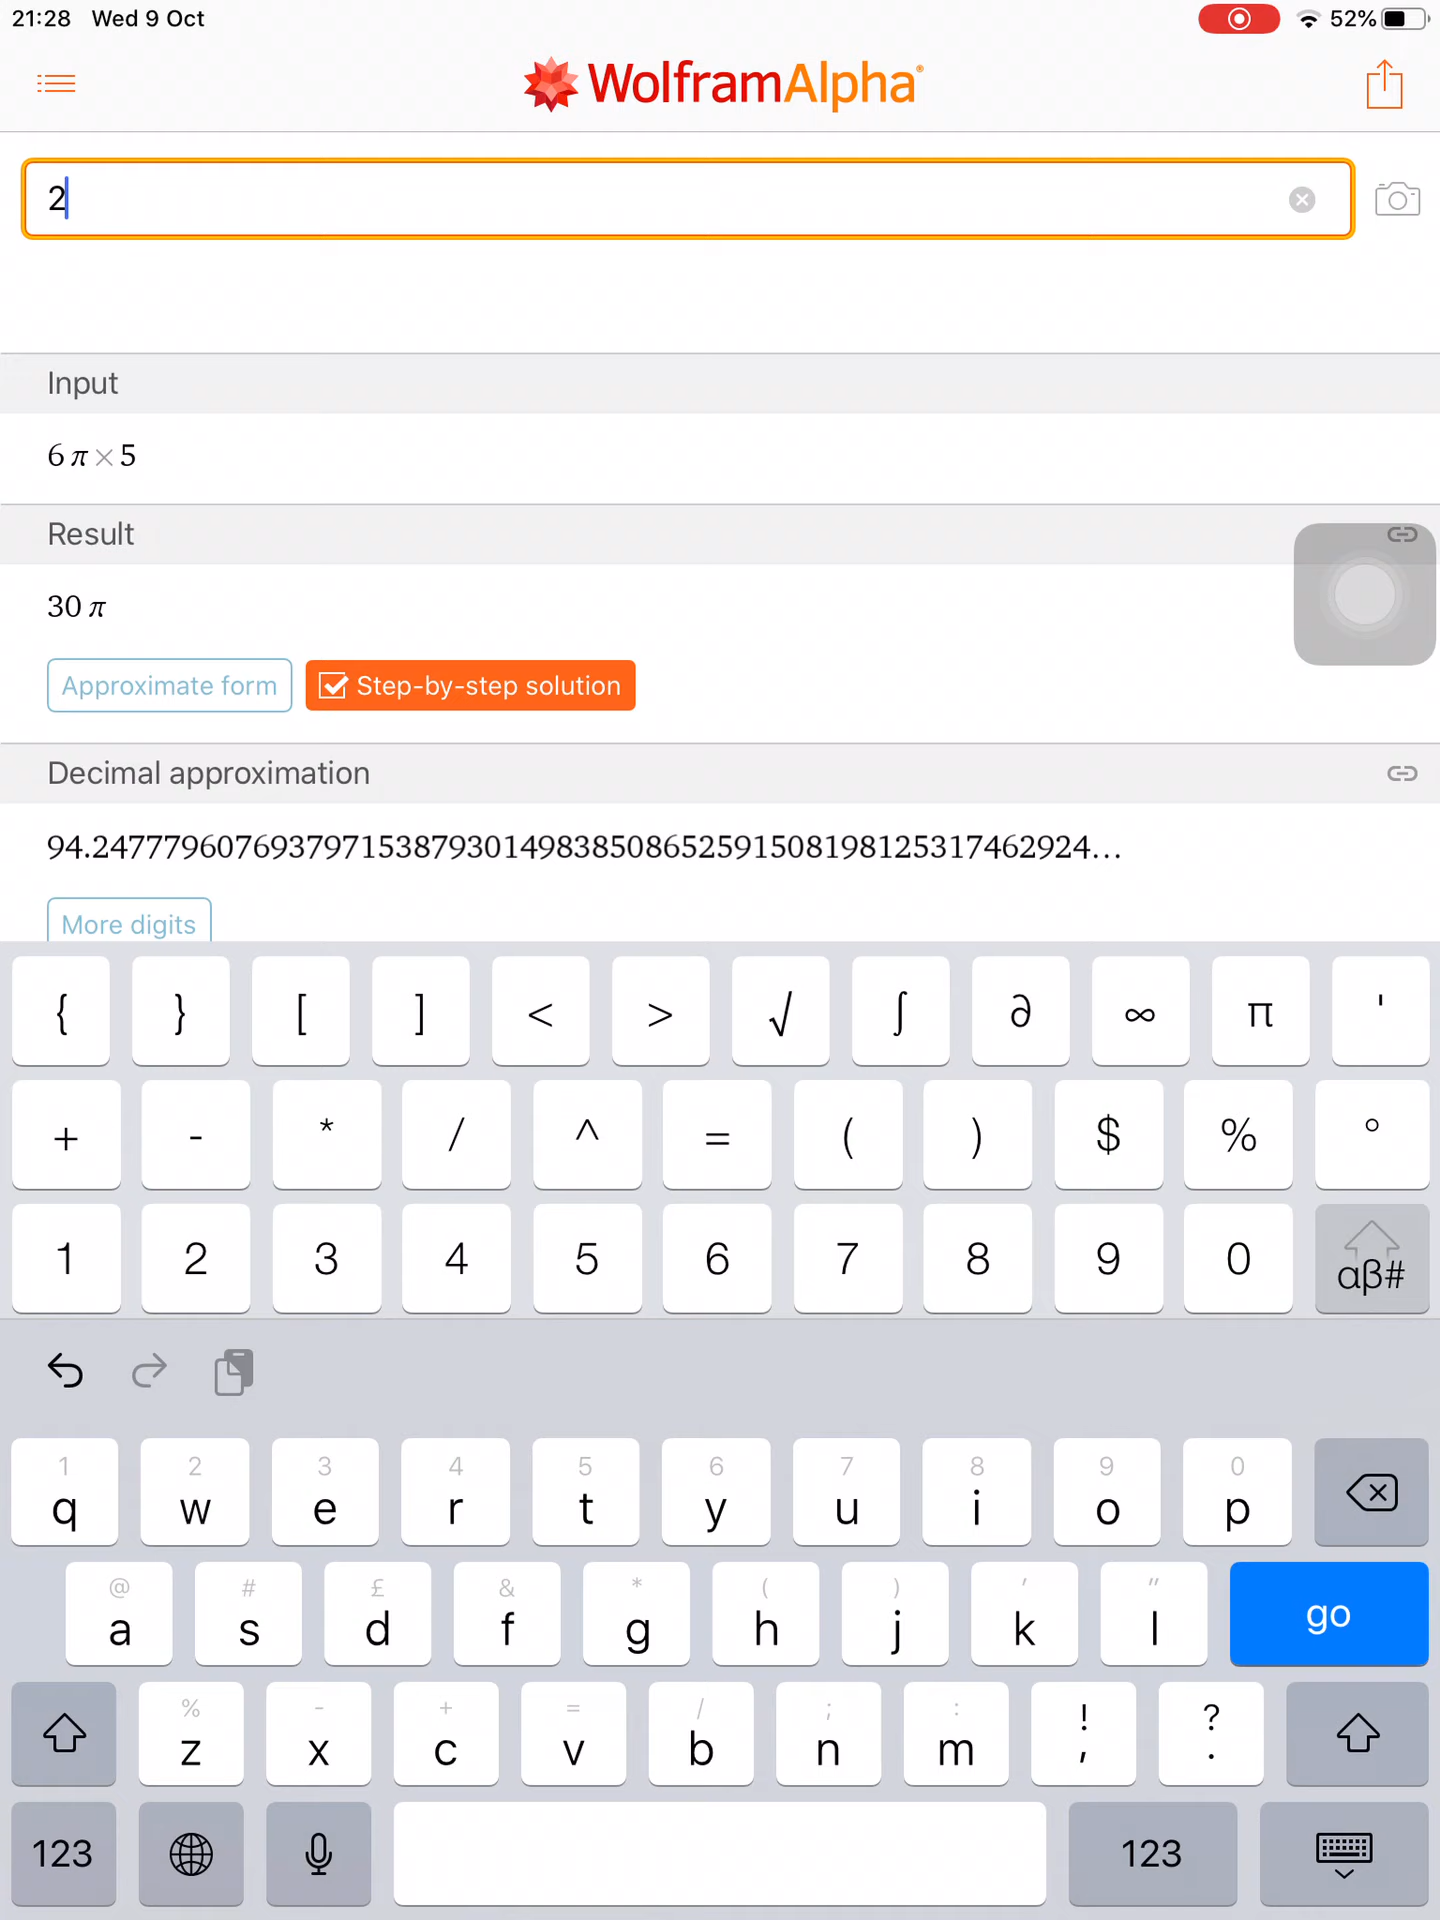 21:28 Wed 9 Oct 52%
WolframAlpha
2
Input
6 π × 5
Result
30 π
Approximate form Step-by-step solution
Decimal approximation
94.24777960769379715387930149838508652591508198125317462924...
More digits
{ } [ ] < > √ ∫ ∂ ∞ π '
+ - * / ^ = ( ) $ % °
1 2 3 4 5 6 7 8 9 0 αβ#
1 2 3 4 5 6 7 8 9 0
q w e r t y u i o p
@ # £ & * ( ) ' "
a s d f g h j k l go
% - + = / ; : ! ?
z x c v b n m , .
123 123